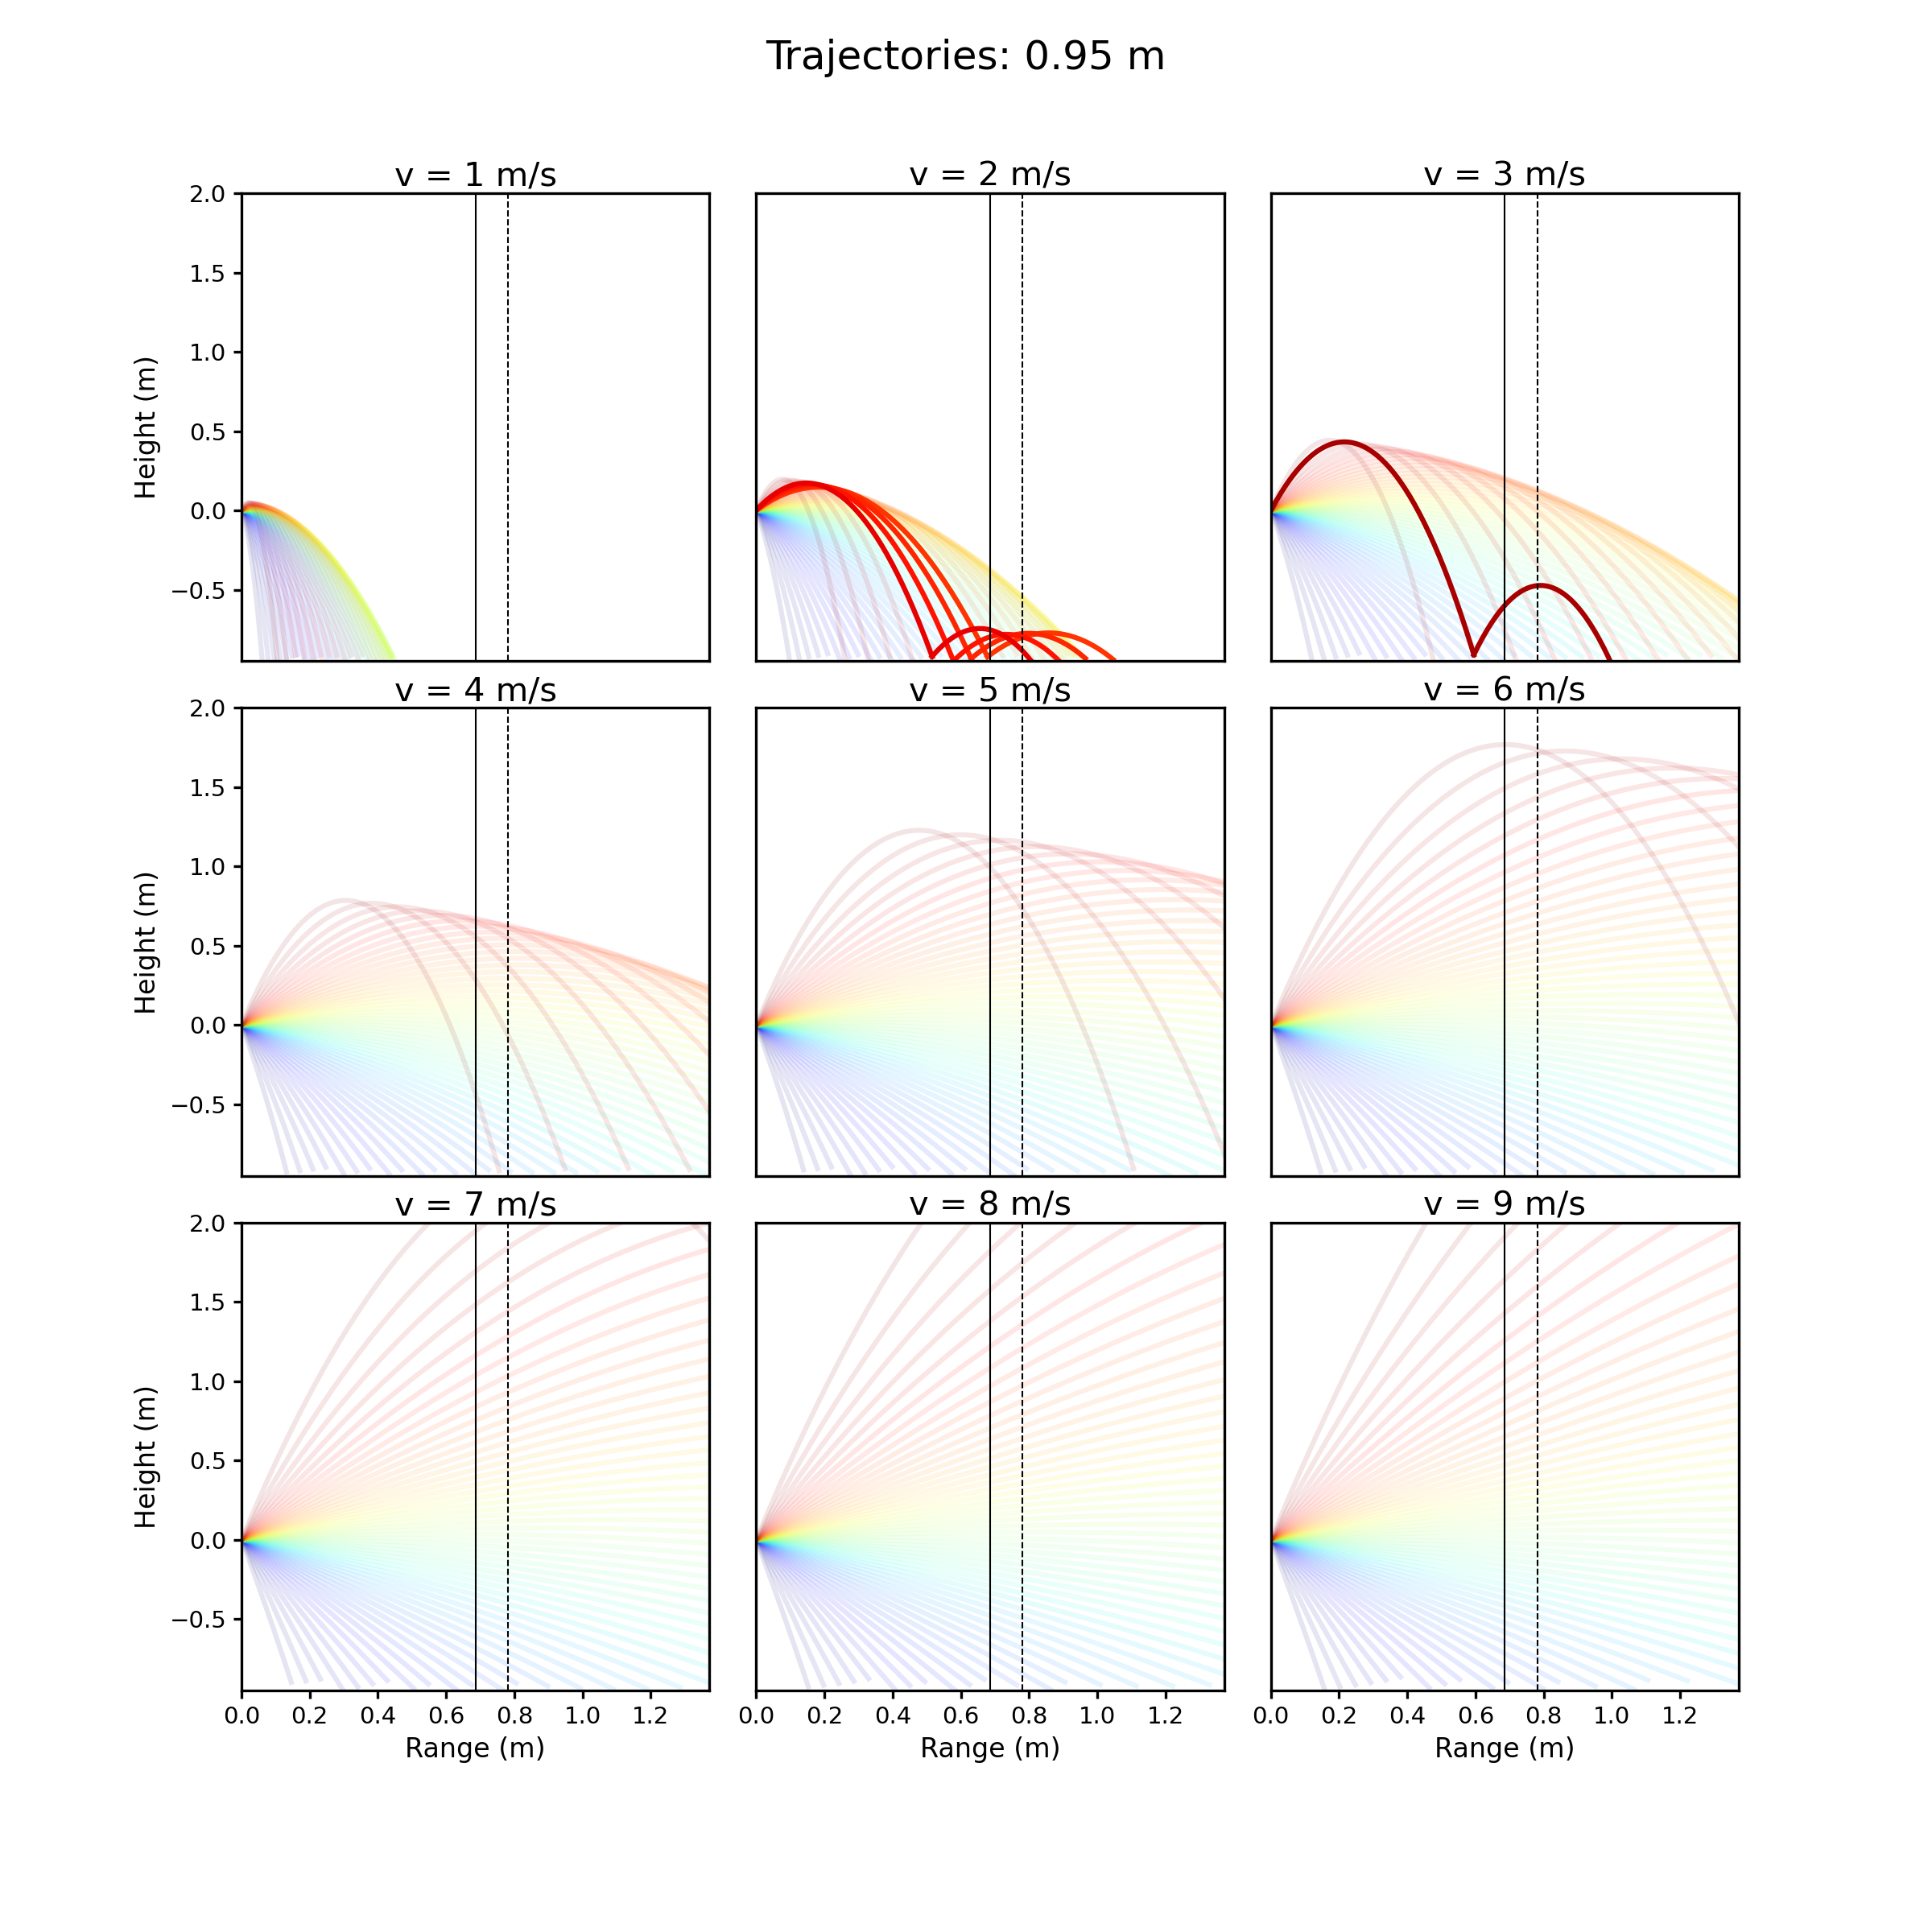 Trajectories: 0.95 m
v = 1 m/s
v = 2 m/s
v = 3 m/s
2.0
1.5
1.0
0.5
0.0
−0.5
Height (m)
v = 4 m/s
v = 5 m/s
v = 6 m/s
2.0
1.5
1.0
0.5
0.0
−0.5
Height (m)
v = 7 m/s
v = 8 m/s
v = 9 m/s
2.0
1.5
1.0
0.5
0.0
−0.5
Height (m)
0.0 0.2 0.4 0.6 0.8 1.0 1.2
0.0 0.2 0.4 0.6 0.8 1.0 1.2
0.0 0.2 0.4 0.6 0.8 1.0 1.2
Range (m)
Range (m)
Range (m)